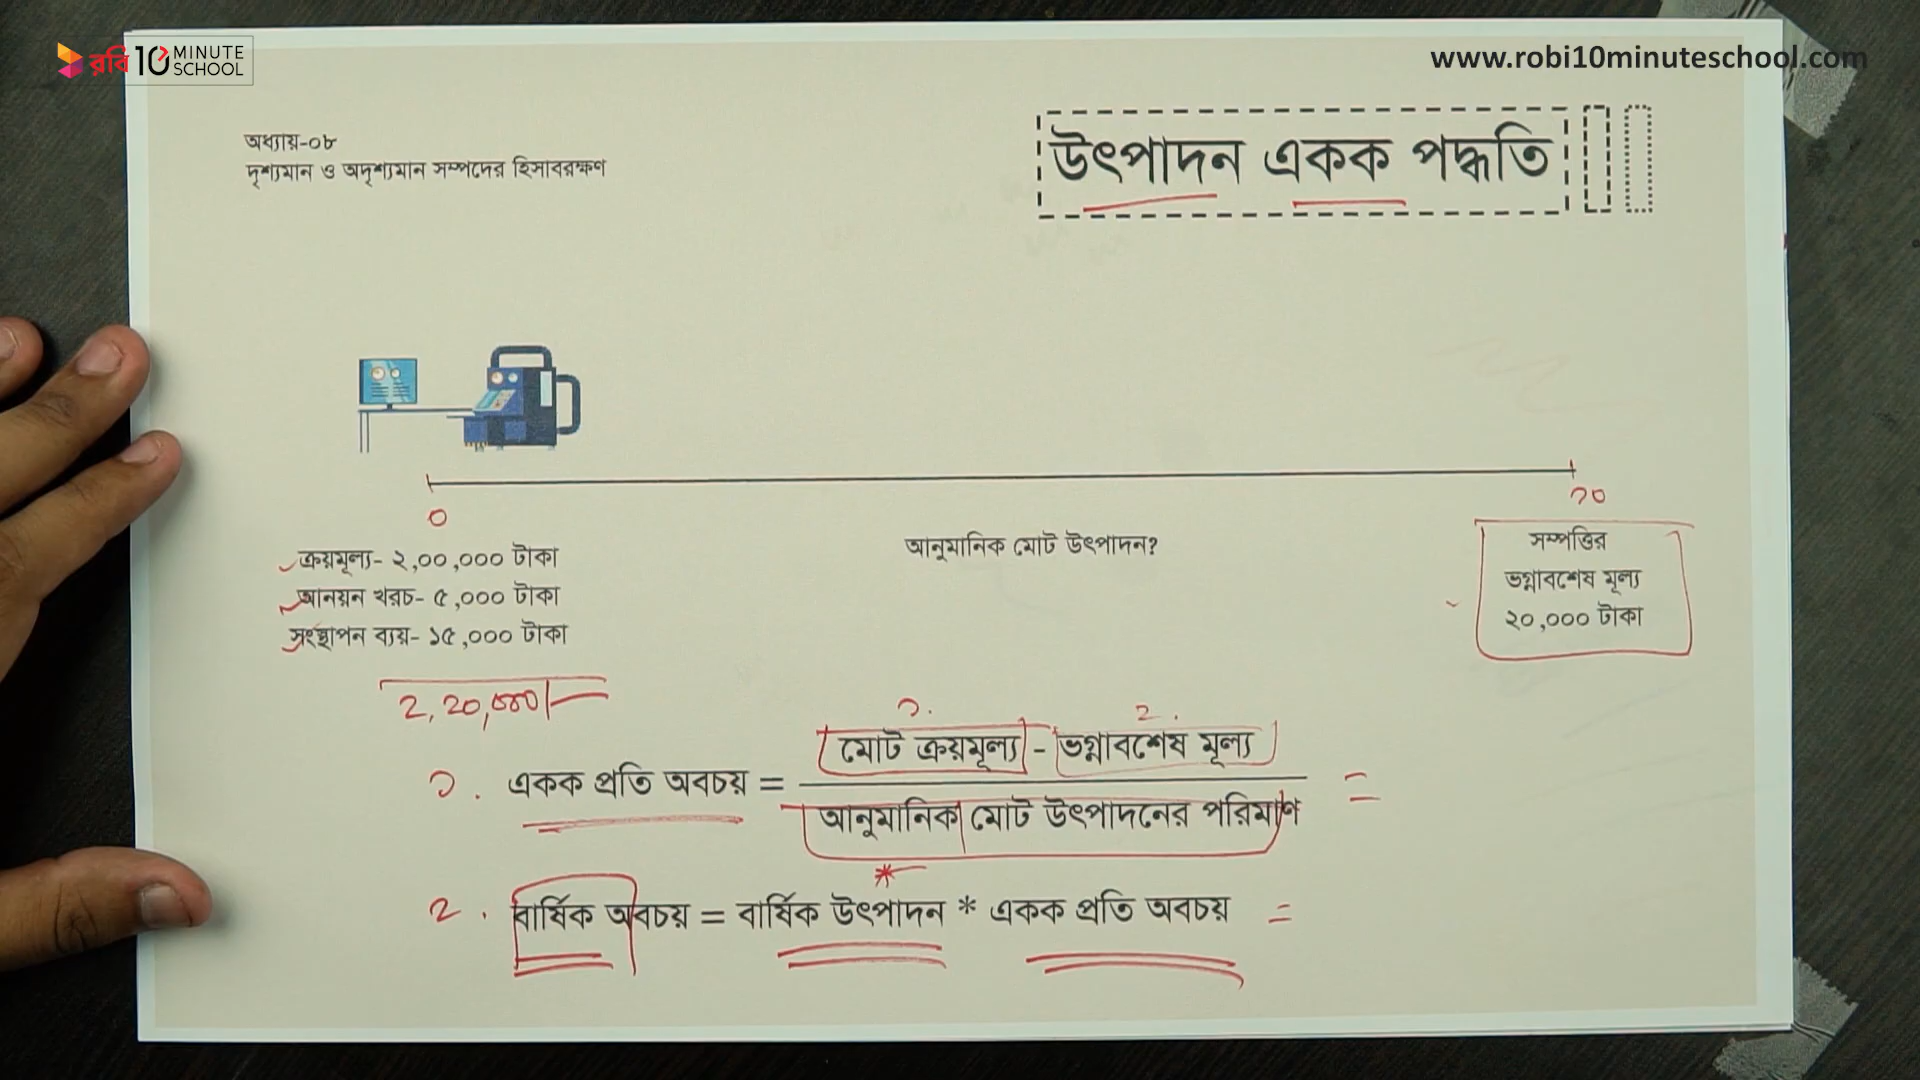 রবি 10 MINUTE SCHOOL
www.robi10minuteschool.com
অধ্যায়-০৮
দৃশ্যমান ও অদৃশ্যমান সম্পদের হিসাবরক্ষণ
উৎপাদন একক পদ্ধতি
০
১০
ক্রয়মূল্য- ২,০০,০০০ টাকা
আনয়ন খরচ- ৫,০০০ টাকা
সংস্থাপন ব্যয়- ১৫,০০০ টাকা
আনুমানিক মোট উৎপাদন?
সম্পত্তির
ভগ্নাবশেষ মূল্য
২০,০০০ টাকা
2,20,000/-
১.
2.
মোট ক্রয়মূল্য - ভগ্নাবশেষ মূল্য
১. একক প্রতি অবচয় = =
আনুমানিক মোট উৎপাদনের পরিমাণ
*
২. বার্ষিক অবচয় = বার্ষিক উৎপাদন * একক প্রতি অবচয় =